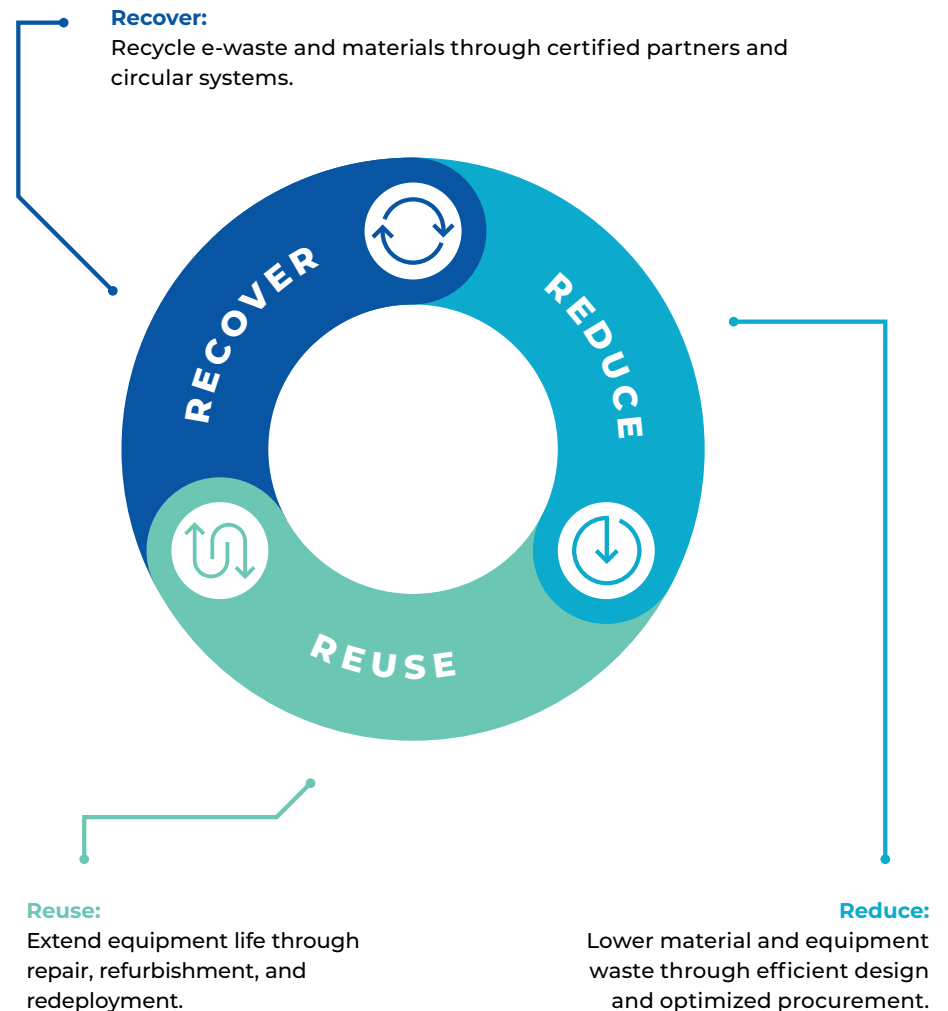 Recover:
Recycle e-waste and materials through certified partners and
circular systems.
RECOVER
REDUCE
REUSE
Reuse:
Extend equipment life through
repair, refurbishment, and
redeployment.
Reduce:
Lower material and equipment
waste through efficient design
and optimized procurement.